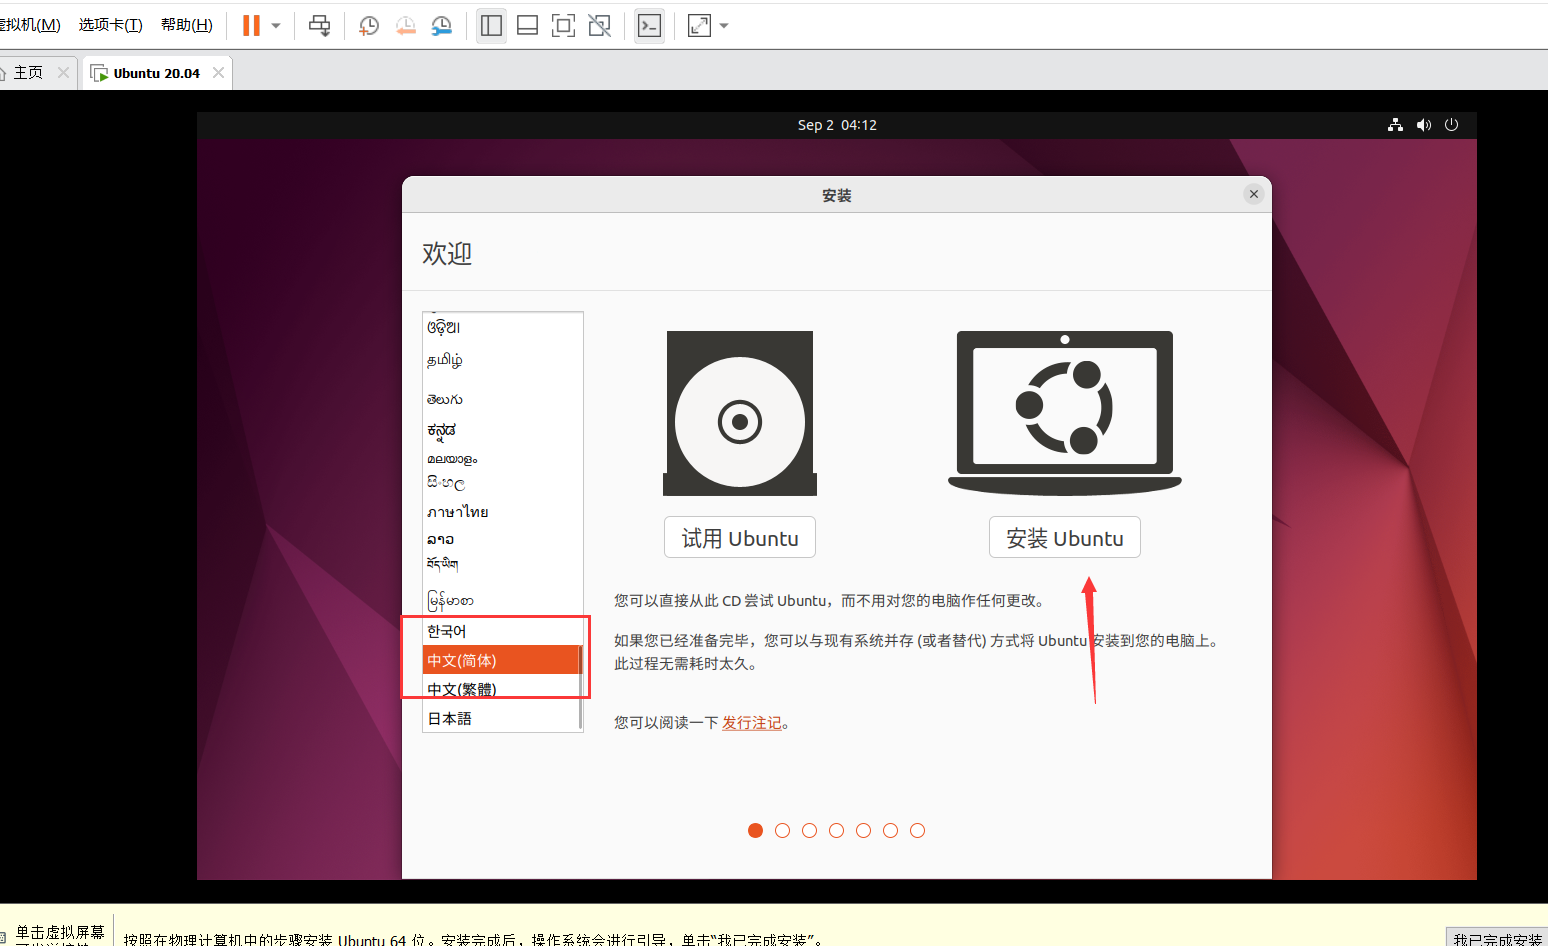 虚拟机(M) 选项卡(T) 帮助(H)
主页
Ubuntu 20.04
Sep 2 04:12
安装
欢迎
ଓଡ଼ିଆ
தமிழ்
తెలుగు
ಕನ್ನಡ
മലയാളം
සිංහල
ภาษาไทย
ລາວ
བོད་ཡིག
မြန်မာစာ
한국어
中文(简体)
中文(繁體)
日本語
试用 Ubuntu
安装 Ubuntu
您可以直接从此 CD 尝试 Ubuntu，而不用对您的电脑作任何更改。
如果您已经准备完毕，您可以与现有系统并存 (或者替代) 方式将 Ubuntu 安装到您的电脑上。
此过程无需耗时太久。
您可以阅读一下 发行注记。
单击虚拟屏幕
按照在物理计算机中的步骤安装 Ubuntu 64 位。安装完成后，操作系统会进行引导，单击“我已完成安装”。
我已完成安装